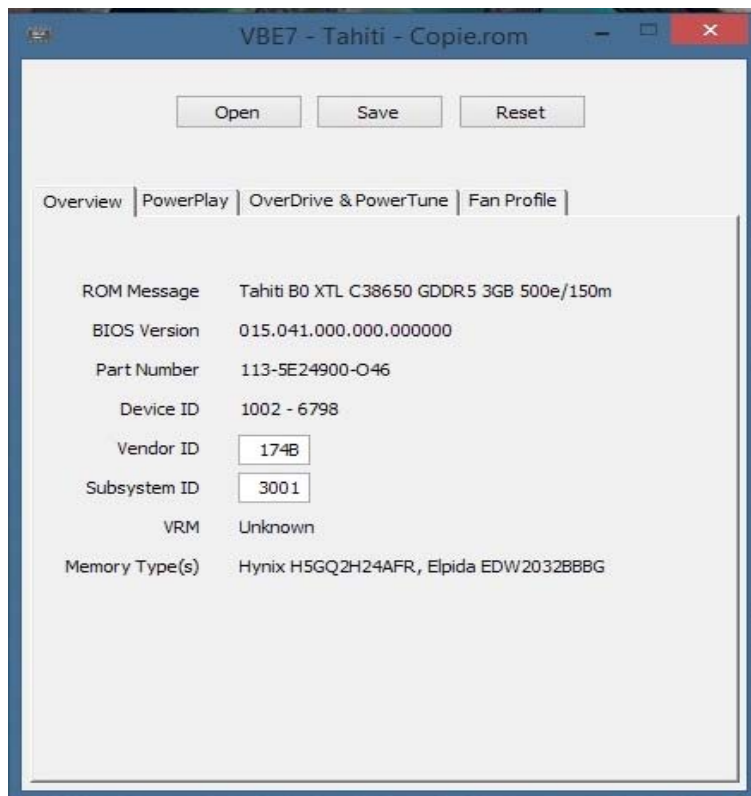 VBE7 - Tahiti - Copie.rom
Open Save Reset
Overview PowerPlay OverDrive & PowerTune Fan Profile
ROM Message Tahiti B0 XTL C38650 GDDR5 3GB 500e/150m
BIOS Version 015.041.000.000.000000
Part Number 113-5E24900-O46
Device ID 1002 - 6798
Vendor ID 174B
Subsystem ID 3001
VRM Unknown
Memory Type(s) Hynix H5GQ2H24AFR, Elpida EDW2032BBBG